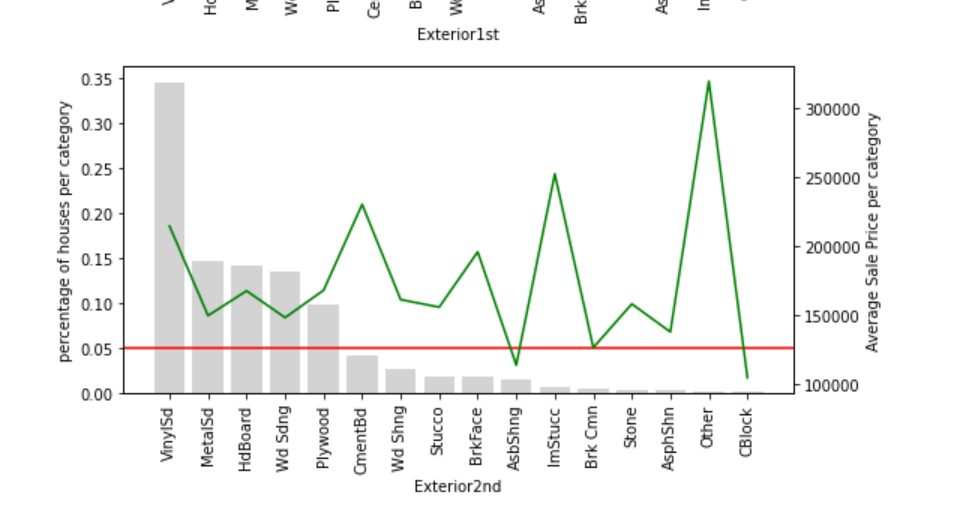 Exterior1st
percentage of houses per category
0.35
0.30
0.25
0.20
0.15
0.10
0.05
0.00
300000
250000
200000
150000
100000
Average Sale Price per category
VinylSd
MetalSd
HdBoard
Wd Sdng
Plywood
CmentBd
Wd Shng
Stucco
BrkFace
AsbShng
ImStucc
Brk Cmn
Stone
AsphShn
Other
CBlock
Exterior2nd